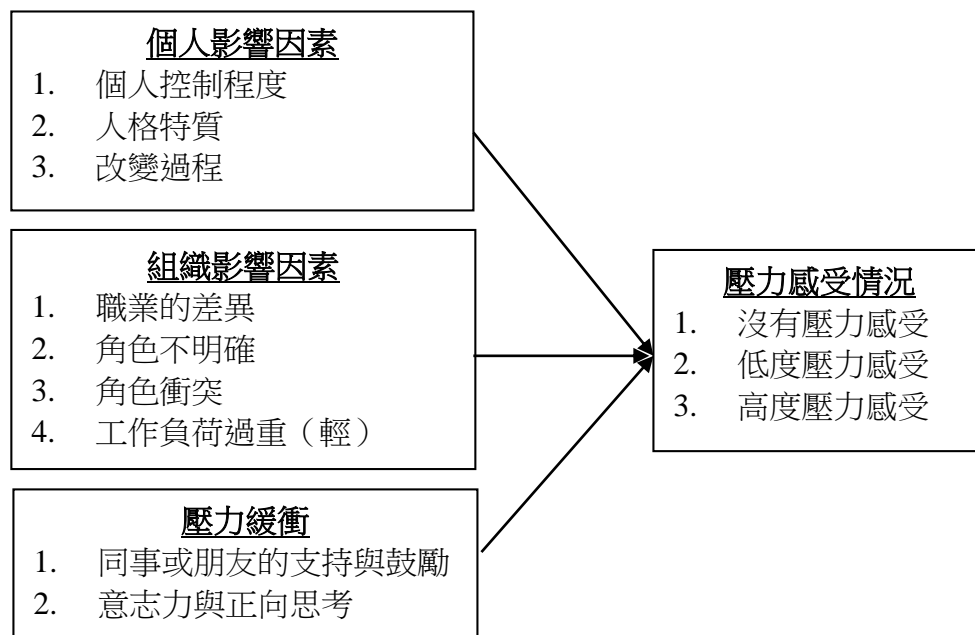 個人影響因素
1. 個人控制程度
2. 人格特質
3. 改變過程
組織影響因素
1. 職業的差異
2. 角色不明確
3. 角色衝突
4. 工作負荷過重（輕）
壓力緩衝
1. 同事或朋友的支持與鼓勵
2. 意志力與正向思考
壓力感受情況
1. 沒有壓力感受
2. 低度壓力感受
3. 高度壓力感受